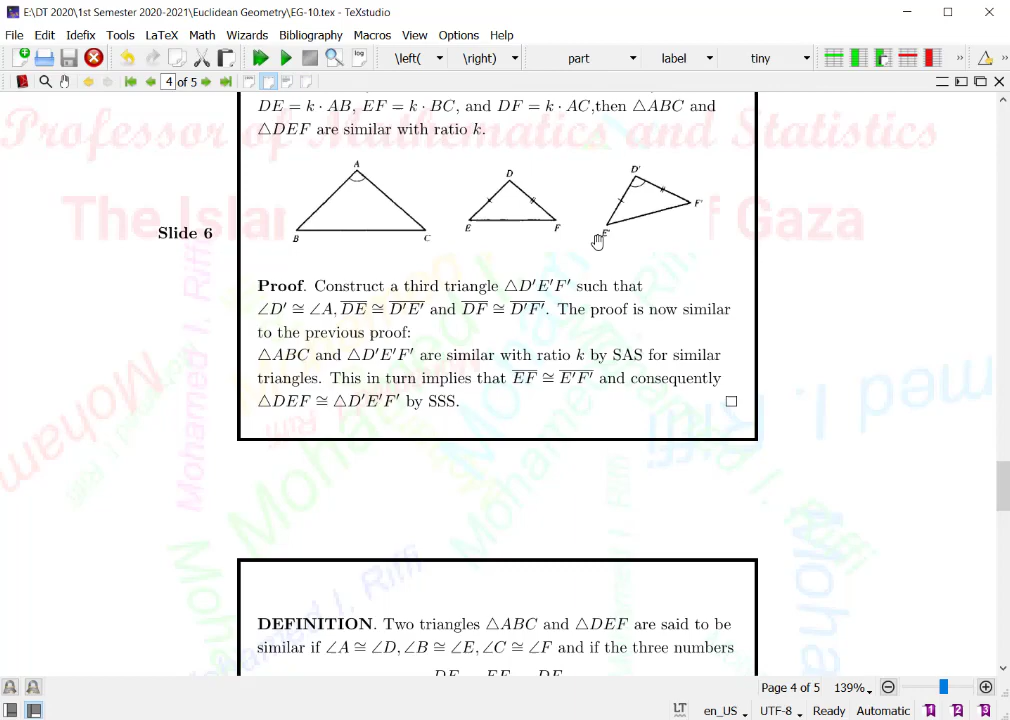 E:\DT 2020\1st Semester 2020-2021\Euclidean Geometry\EG-10.tex - TeXstudio
File Edit Idefix Tools LaTeX Math Wizards Bibliography Macros View Options Help
\left( \right) part label tiny
4 of 5
DE = k · AB, EF = k · BC, and DF = k · AC,then △ABC and
△DEF are similar with ratio k.
Professor of Mathematics and Statistics
A D D' F'
B C E F E'
The Islamic University of Gaza
Slide 6
Proof. Construct a third triangle △D′E′F′ such that
∠D′ ≅ ∠A, D̅E̅ ≅ D̅′E̅′ and D̅F̅ ≅ D̅′F̅′. The proof is now similar
to the previous proof:
△ABC and △D′E′F′ are similar with ratio k by SAS for similar
triangles. This in turn implies that E̅F̅ ≅ E̅′F̅′ and consequently
△DEF ≅ △D′E′F′ by SSS. □
Mohamed I. Riffi
DEFINITION. Two triangles △ABC and △DEF are said to be
similar if ∠A ≅ ∠D, ∠B ≅ ∠E, ∠C ≅ ∠F and if the three numbers
DE EF DF
Page 4 of 5 139%
LT en_US UTF-8 Ready Automatic 1 2 3